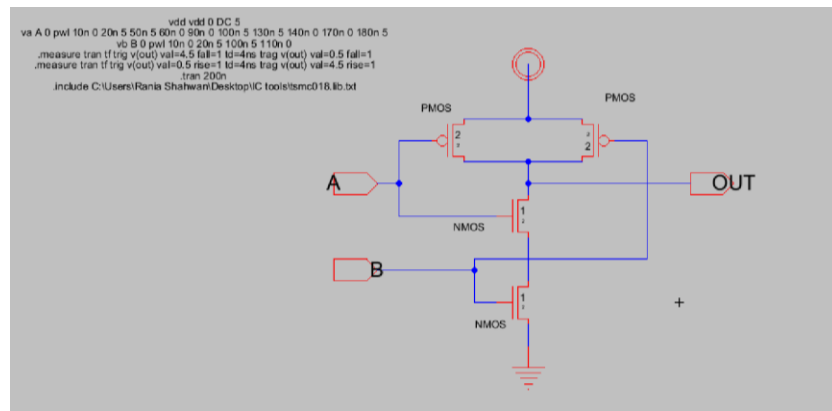 vdd vdd 0 DC 5
va A 0 pwl 10n 0 20n 5 50n 5 60n 0 90n 0 100n 5 130n 5 140n 0 170n 0 180n 5
vb B 0 pwl 10n 0 20n 5 100n 5 110n 0
.measure tran tf trig v(out) val=4.5 fall=1 td=4ns trag v(out) val=0.5 fall=1
.measure tran tf trig v(out) val=0.5 rise=1 td=4ns trag v(out) val=4.5 rise=1
.tran 200n
.include C:\Users\Rania Shahwan\Desktop\IC tools\tsmc018.lib.txt
PMOS
PMOS
2
2
A
OUT
1
NMOS
B
1
NMOS